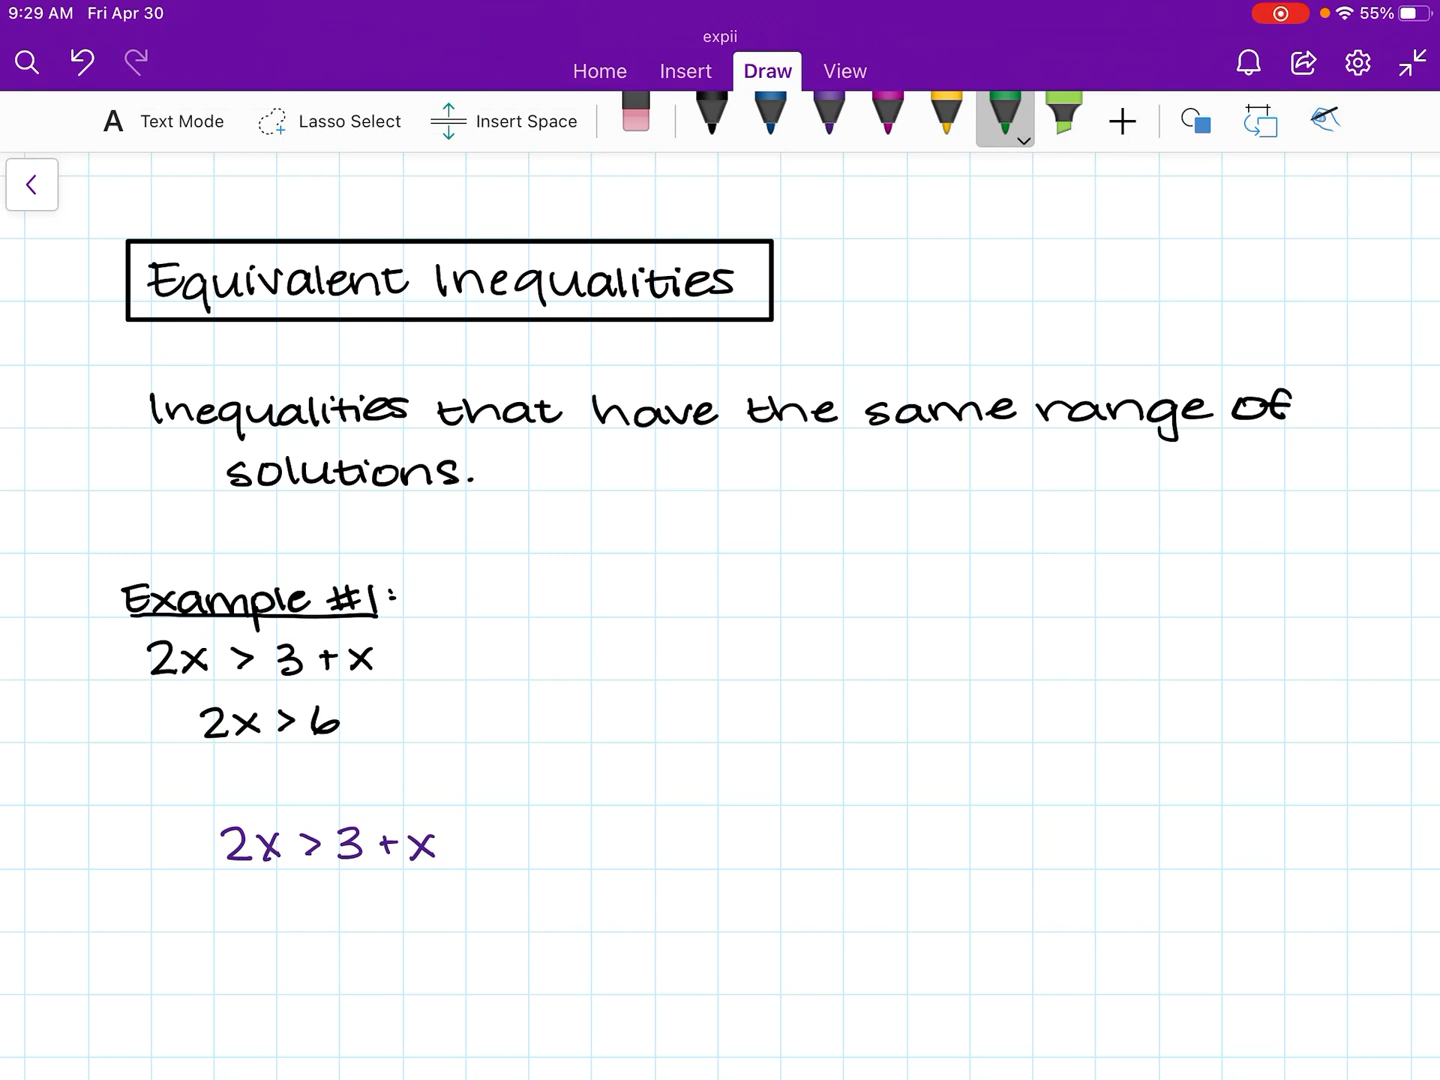 9:29 AM Fri Apr 30
55%
expii
Home Insert Draw View
A Text Mode Lasso Select Insert Space
Equivalent Inequalities
Inequalities that have the same range of
solutions.
Example #1:
2x > 3 + x
2x > 6
2x > 3 + x